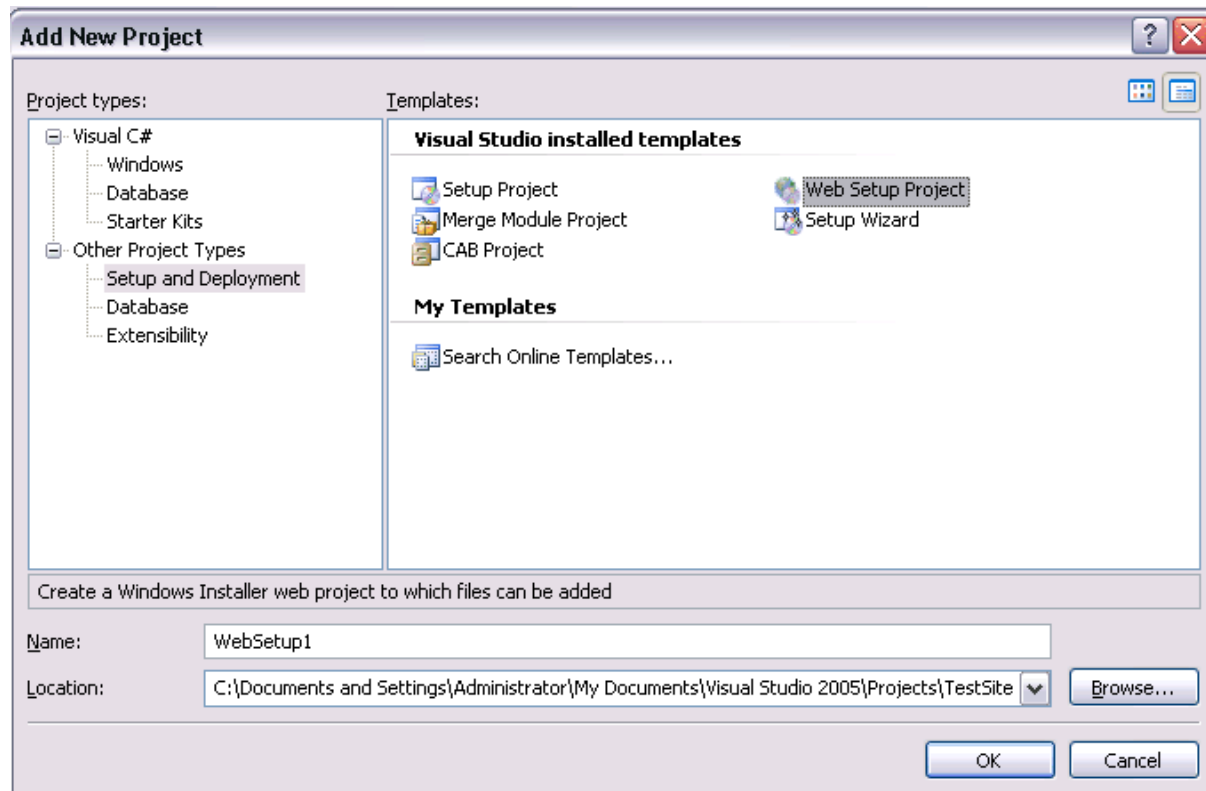 Add New Project
Project types:
Templates:
Visual C#
Windows
Database
Starter Kits
Other Project Types
Setup and Deployment
Database
Extensibility
Visual Studio installed templates
Setup Project
Web Setup Project
Merge Module Project
Setup Wizard
CAB Project
My Templates
Search Online Templates...
Create a Windows Installer web project to which files can be added
Name:
WebSetup1
Location:
C:\Documents and Settings\Administrator\My Documents\Visual Studio 2005\Projects\TestSite
Browse...
OK
Cancel